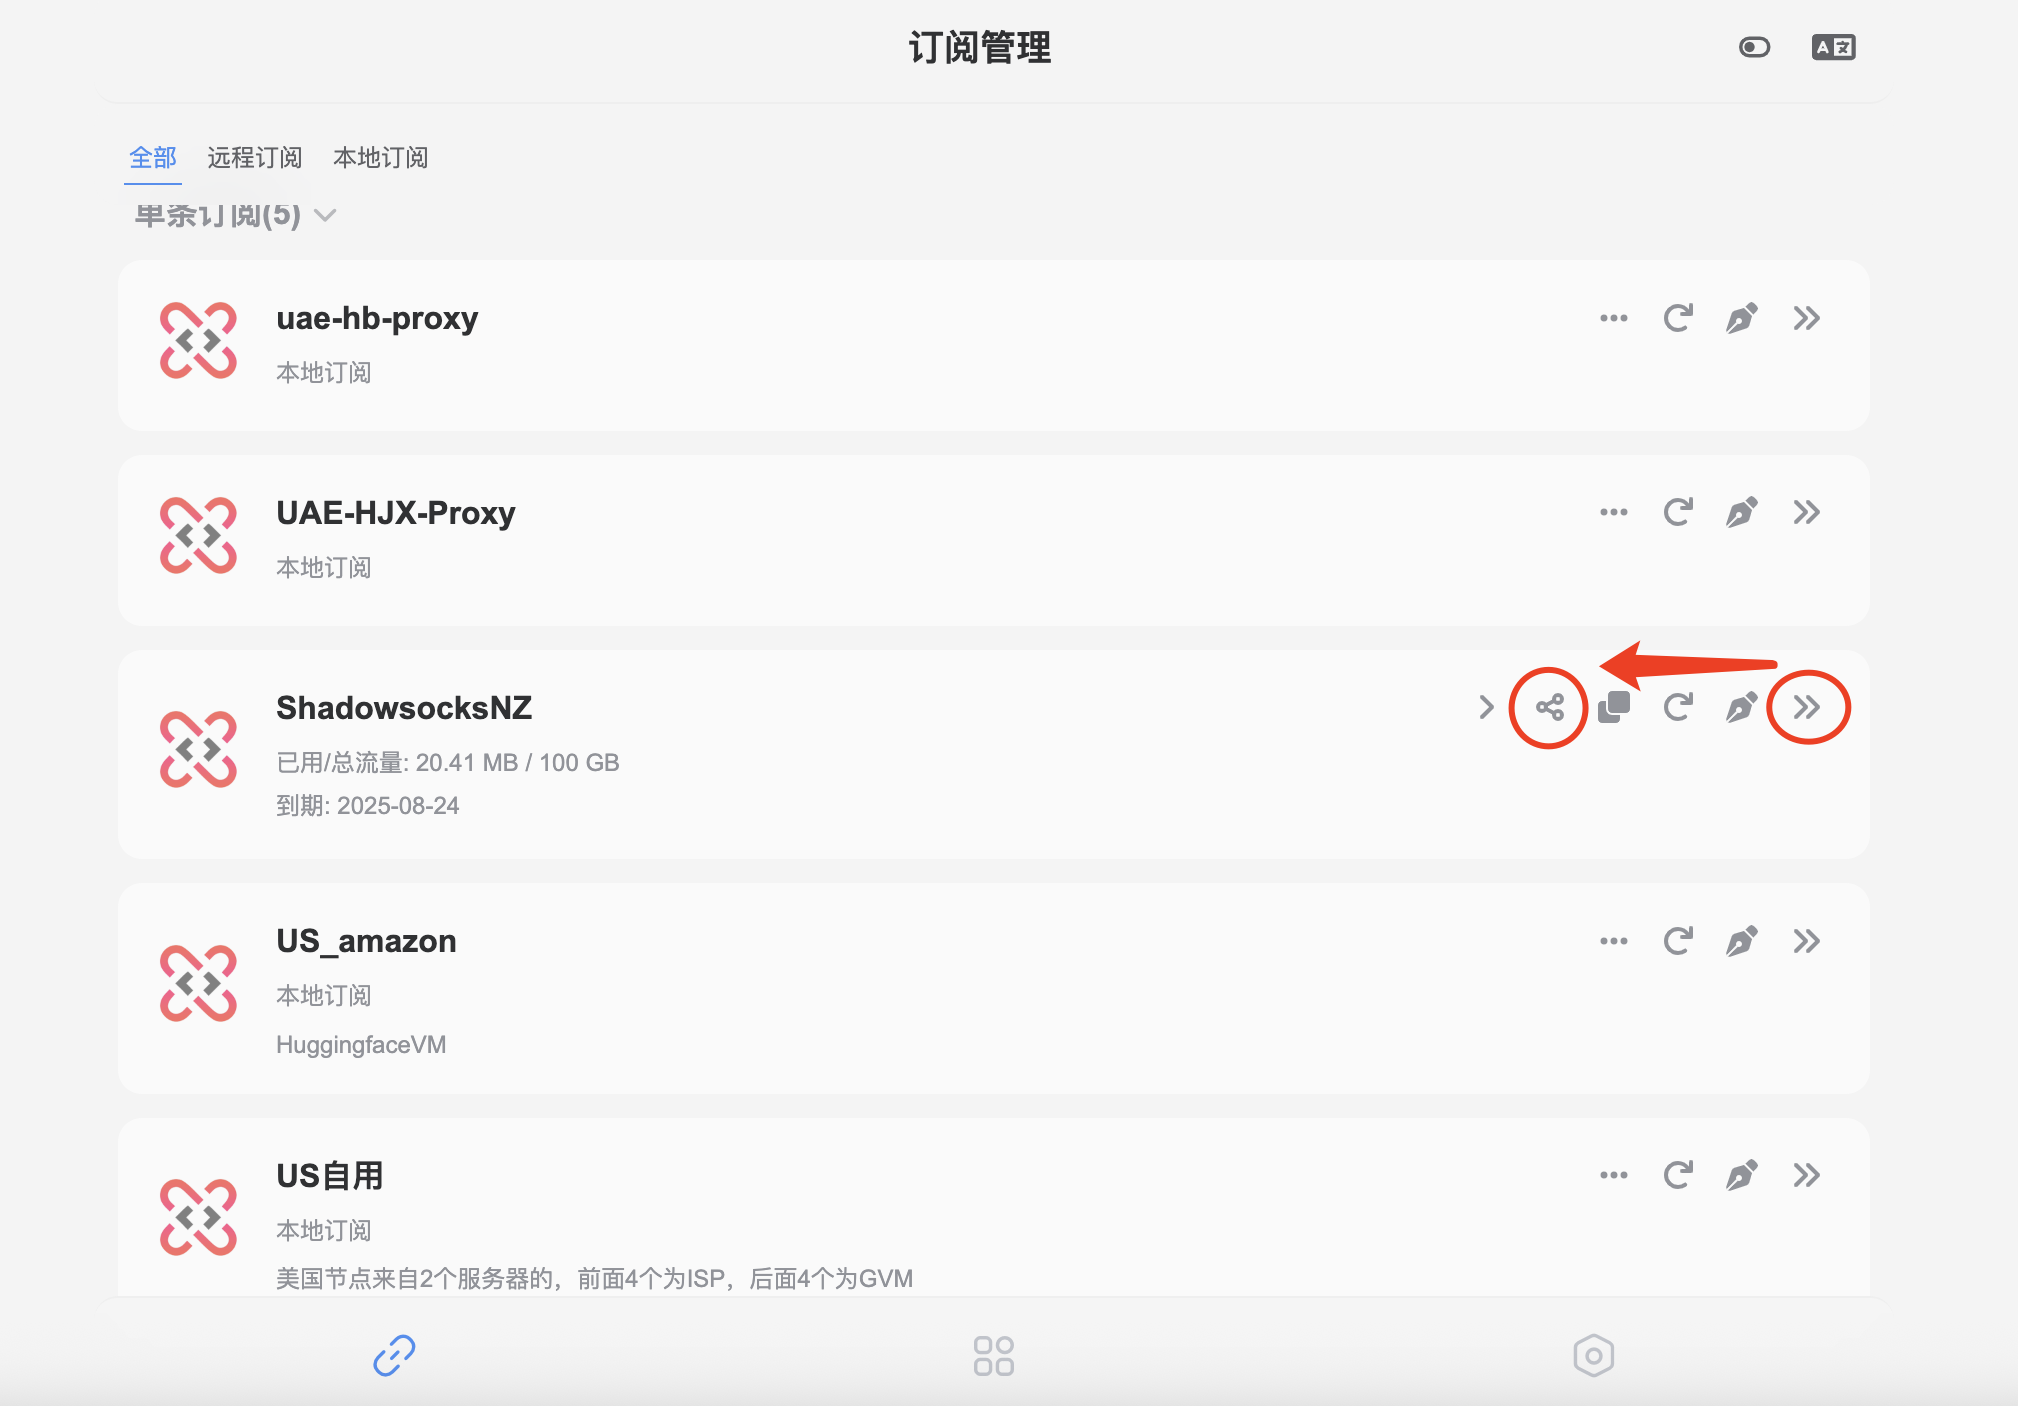 订阅管理
A 文
全部 远程订阅 本地订阅
单条订阅(5)
uae-hb-proxy
本地订阅
UAE-HJX-Proxy
本地订阅
ShadowsocksNZ
已用/总流量: 20.41 MB / 100 GB
到期: 2025-08-24
US_amazon
本地订阅
HuggingfaceVM
US自用
本地订阅
美国节点来自2个服务器的，前面4个为ISP，后面4个为GVM